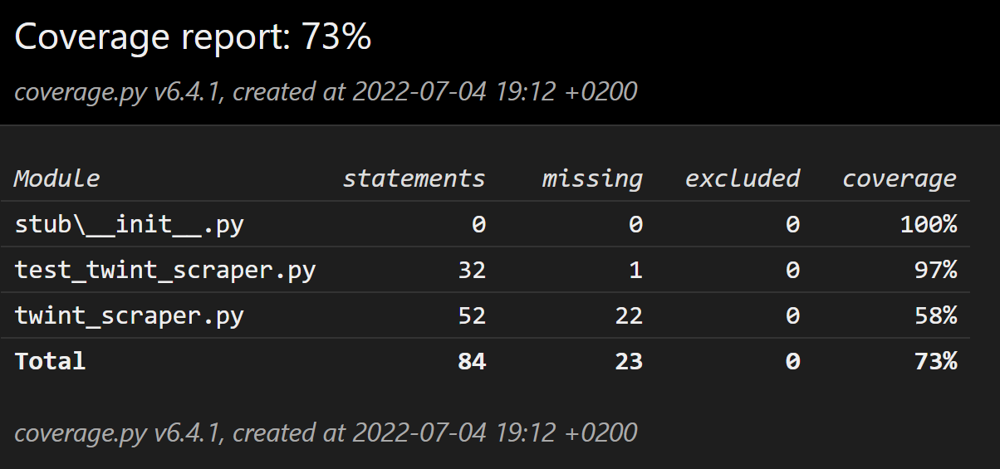 Coverage report: 73%
coverage.py v6.4.1, created at 2022-07-04 19:12 +0200
Module statements missing excluded coverage
stub\__init__.py 0 0 0 100%
test_twint_scraper.py 32 1 0 97%
twint_scraper.py 52 22 0 58%
Total 84 23 0 73%
coverage.py v6.4.1, created at 2022-07-04 19:12 +0200